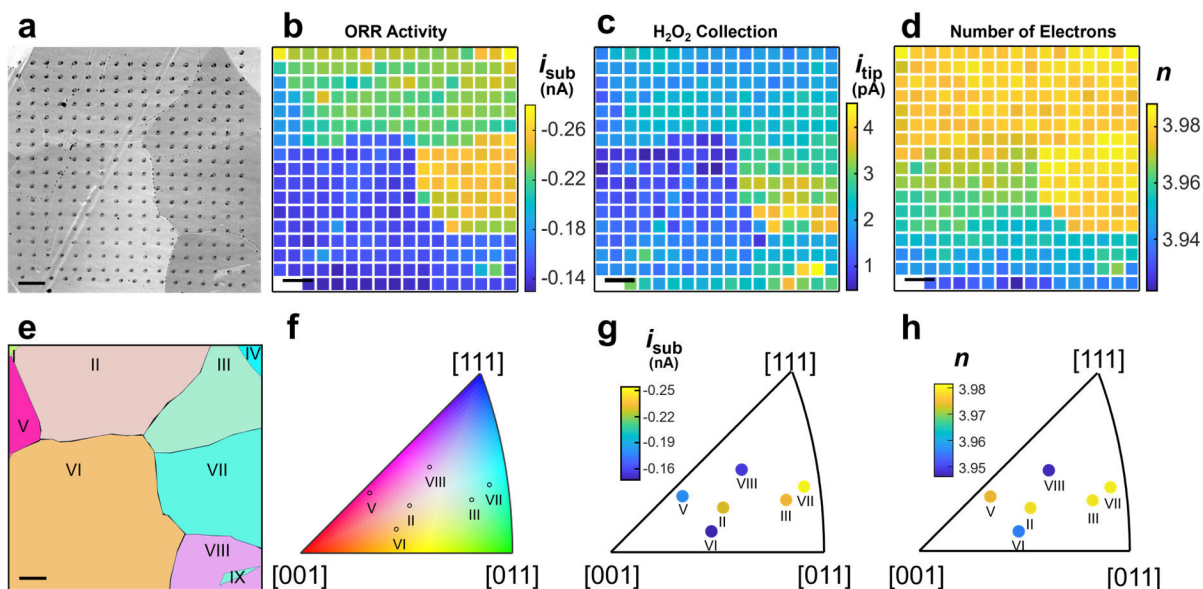 a
b
ORR Activity
i sub
(nA)
-0.26
-0.22
-0.18
-0.14
c
H₂O₂ Collection
i tip
(pA)
4
3
2
1
d
Number of Electrons
n
3.98
3.96
3.94
e
I
II
III
IV
V
VI
VII
VIII
IX
f
[111]
VIII
V
VII
II
III
VI
[001]
[011]
g
i sub
(nA)
[111]
-0.25
-0.22
-0.19
-0.16
VIII
VII
V
II
III
VI
[001]
[011]
h
n
[111]
3.98
3.97
3.96
3.95
VIII
VII
V
II
III
VI
[001]
[011]